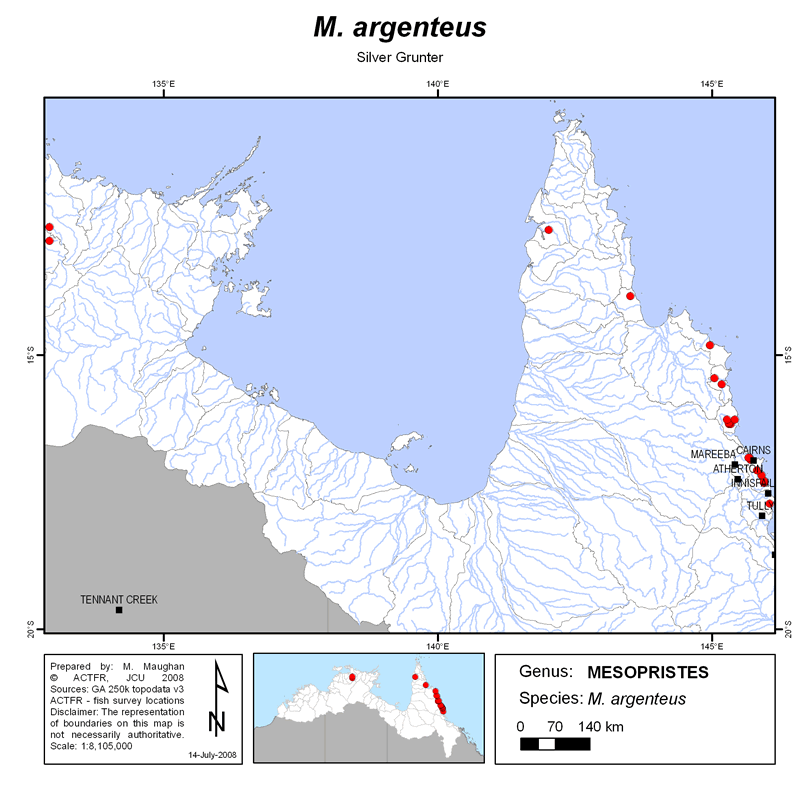 M. argenteus
Silver Grunter
135°E 140°E 145°E
15°S 15°S
MAREEBA CAIRNS
ATHERTON
INNISFAIL
TULLY
TENNANT CREEK
20°S 20°S
135°E 140°E 145°E
Prepared by: M. Maughan
© ACTFR, JCU 2008
Sources: GA 250k topodata v3
ACTFR - fish survey locations
Disclaimer: The representation
of boundaries on this map is
not necessarily authoritative.
Scale: 1:8,105,000
14-July-2008
N
Genus: MESOPRISTES
Species: M. argenteus
0 70 140 km